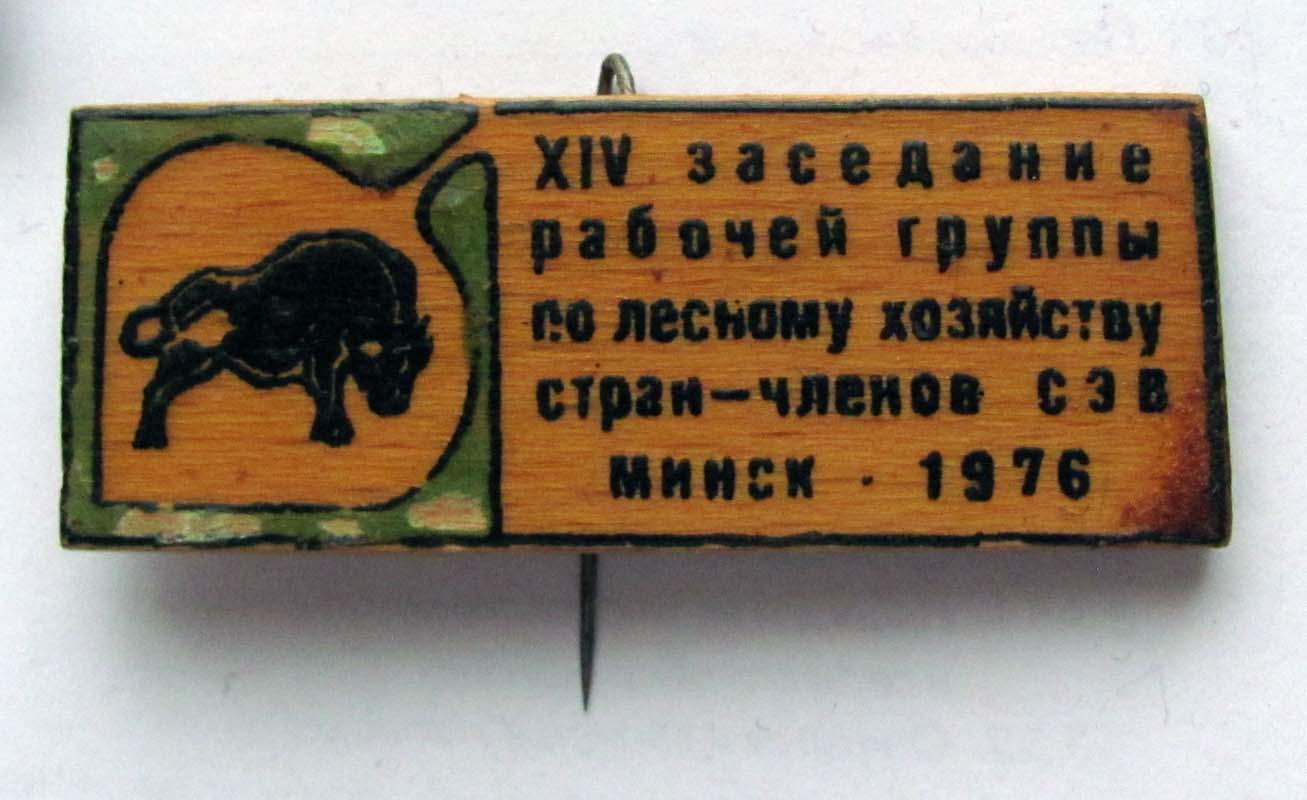 XIV заседание
рабочей группы
по лесному хозяйству
стран-членов СЭВ
Минск · 1976